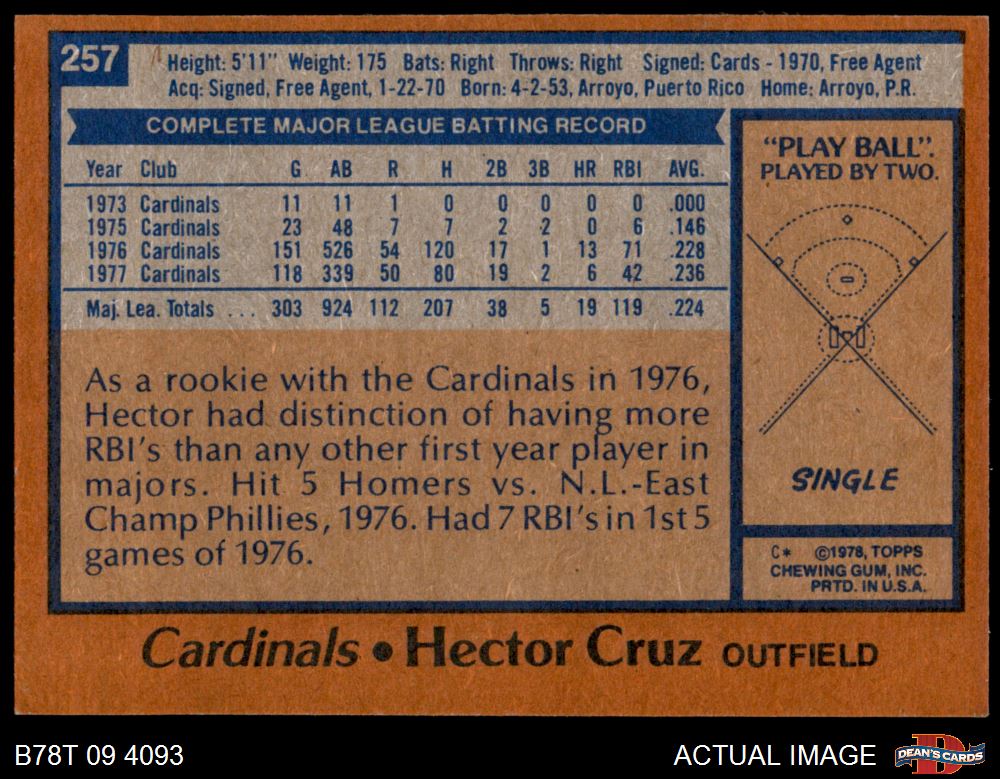 257
Height: 5'11" Weight: 175 Bats: Right Throws: Right Signed: Cards - 1970, Free Agent
Acq: Signed, Free Agent, 1-22-70 Born: 4-2-53, Arroyo, Puerto Rico Home: Arroyo, P.R.
COMPLETE MAJOR LEAGUE BATTING RECORD
Year Club G AB R H 2B 3B HR RBI AVG.
1973 Cardinals 11 11 1 0 0 0 0 0 .000
1975 Cardinals 23 48 7 7 2 2 0 6 .146
1976 Cardinals 151 526 54 120 17 1 13 71 .228
1977 Cardinals 118 339 50 80 19 2 6 42 .236
Maj. Lea. Totals ... 303 924 112 207 38 5 19 119 .224
As a rookie with the Cardinals in 1976,
Hector had distinction of having more
RBI's than any other first year player in
majors. Hit 5 Homers vs. N.L.-East
Champ Phillies, 1976. Had 7 RBI's in 1st 5
games of 1976.
"PLAY BALL".
PLAYED BY TWO.
SINGLE
C* ©1978, TOPPS
CHEWING GUM, INC.
PRTD. IN U.S.A.
Cardinals • Hector Cruz OUTFIELD
B78T 09 4093
ACTUAL IMAGE
DEAN'S CARDS